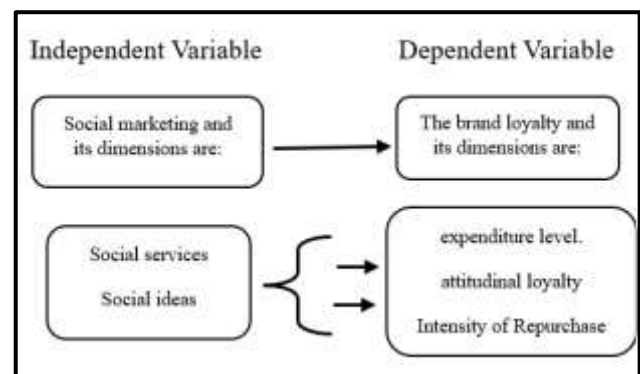 Independent Variable
Dependent Variable
Social marketing and
its dimensions are:
The brand loyalty and
its dimensions are:
Social services
Social ideas
expenditure level.
attitudinal loyalty
Intensity of Repurchase